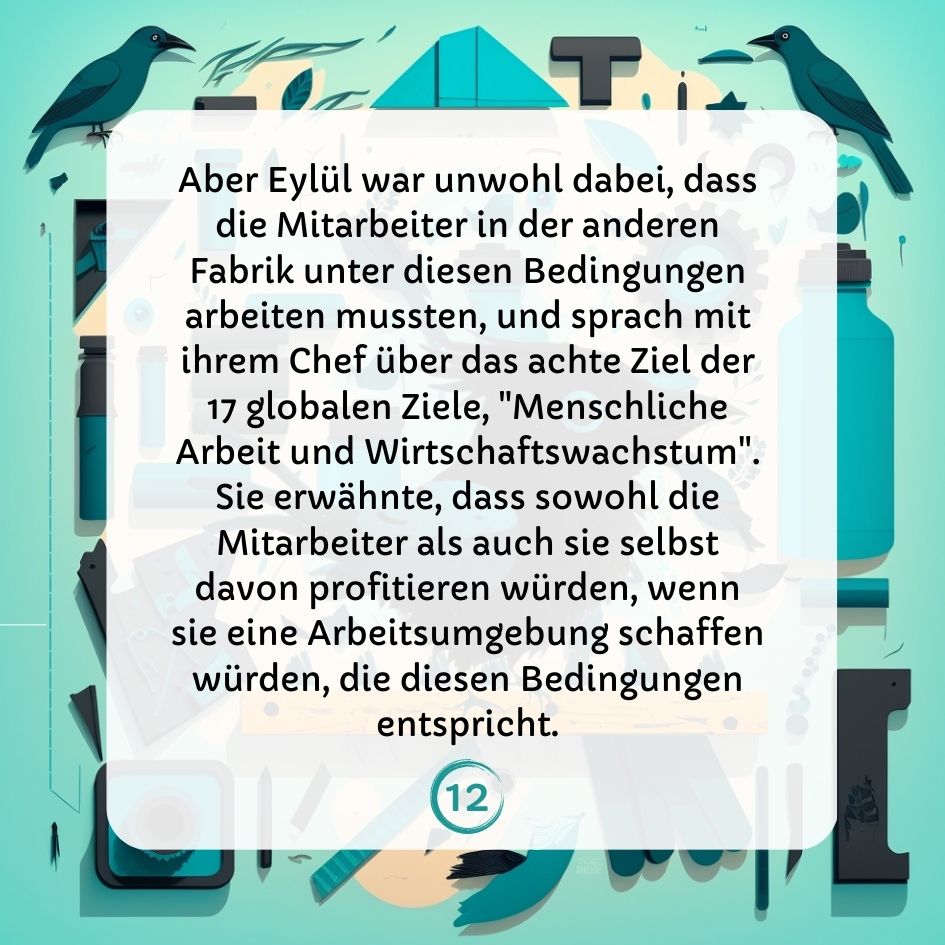 Aber Eylül war unwohl dabei, dass
die Mitarbeiter in der anderen
Fabrik unter diesen Bedingungen
arbeiten mussten, und sprach mit
ihrem Chef über das achte Ziel der
17 globalen Ziele, "Menschliche
Arbeit und Wirtschaftswachstum".
Sie erwähnte, dass sowohl die
Mitarbeiter als auch sie selbst
davon profitieren würden, wenn
sie eine Arbeitsumgebung schaffen
würden, die diesen Bedingungen
entspricht.
12